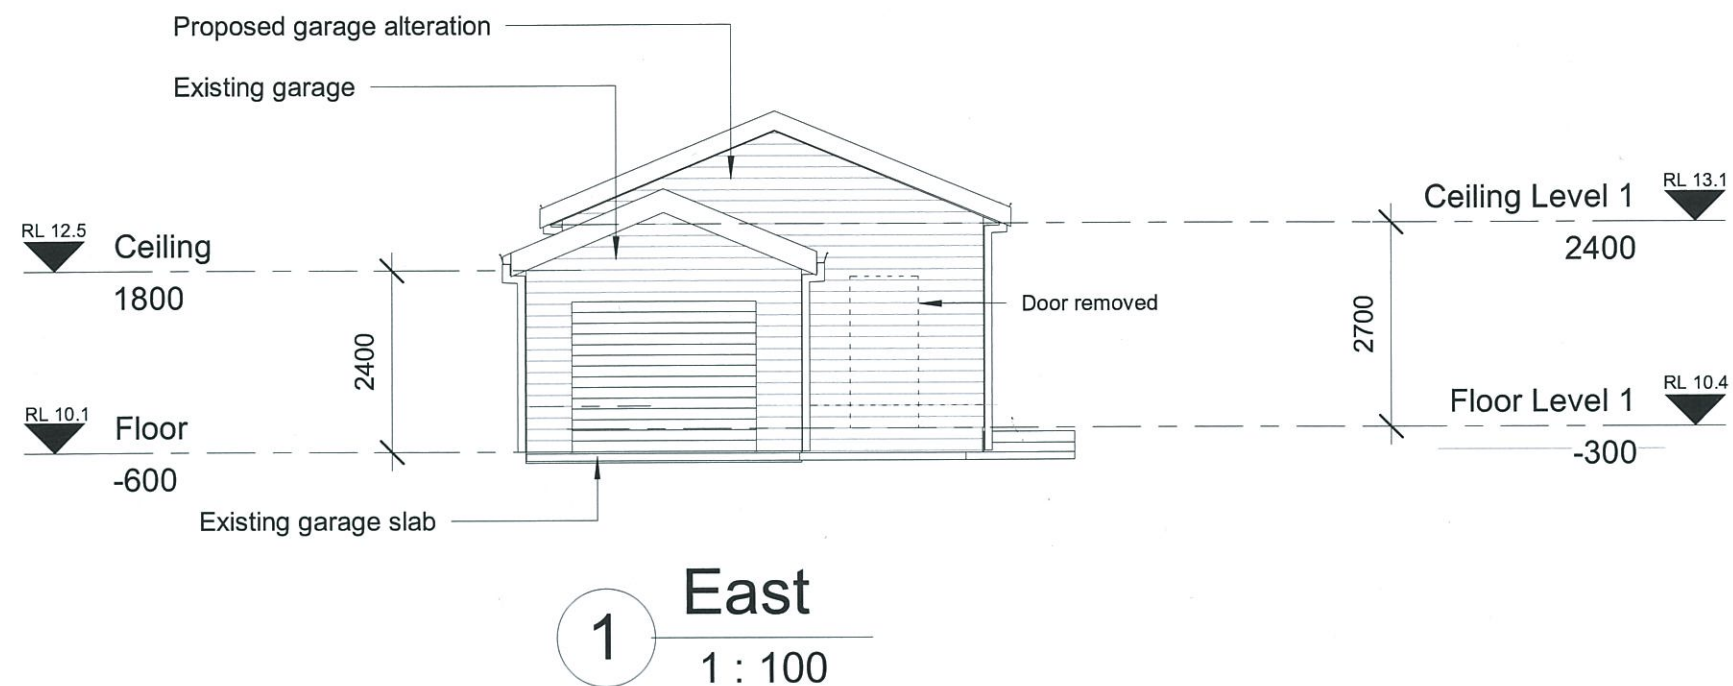 Proposed garage alteration
Existing garage
RL 12.5
Ceiling
1800
2400
RL 10.1
Floor
-600
Existing garage slab
Door removed
Ceiling Level 1
RL 13.1
2400
2700
Floor Level 1
RL 10.4
-300
1
East
1 : 100